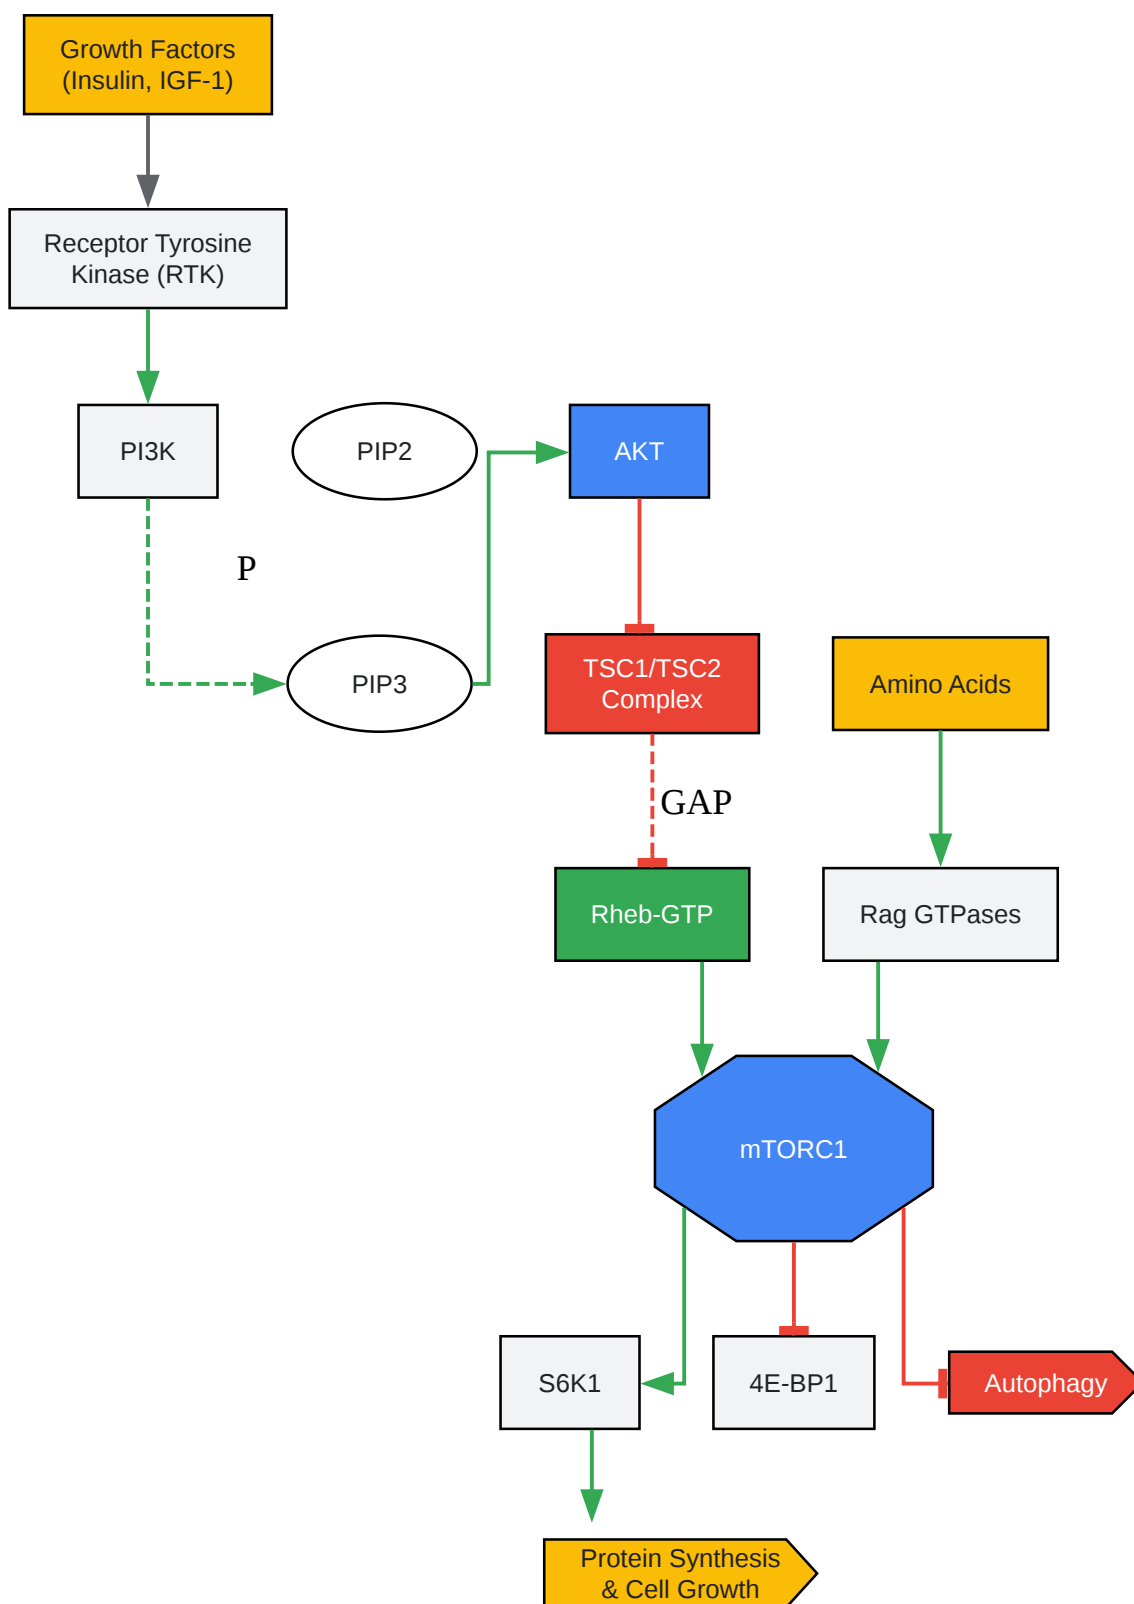 Growth Factors
(Insulin, IGF-1)
Receptor Tyrosine
Kinase (RTK)
PI3K
PIP2
AKT
P
PIP3
TSC1/TSC2
Complex
Amino Acids
GAP
Rheb-GTP
Rag GTPases
mTORC1
S6K1
4E-BP1
Autophagy
Protein Synthesis
& Cell Growth